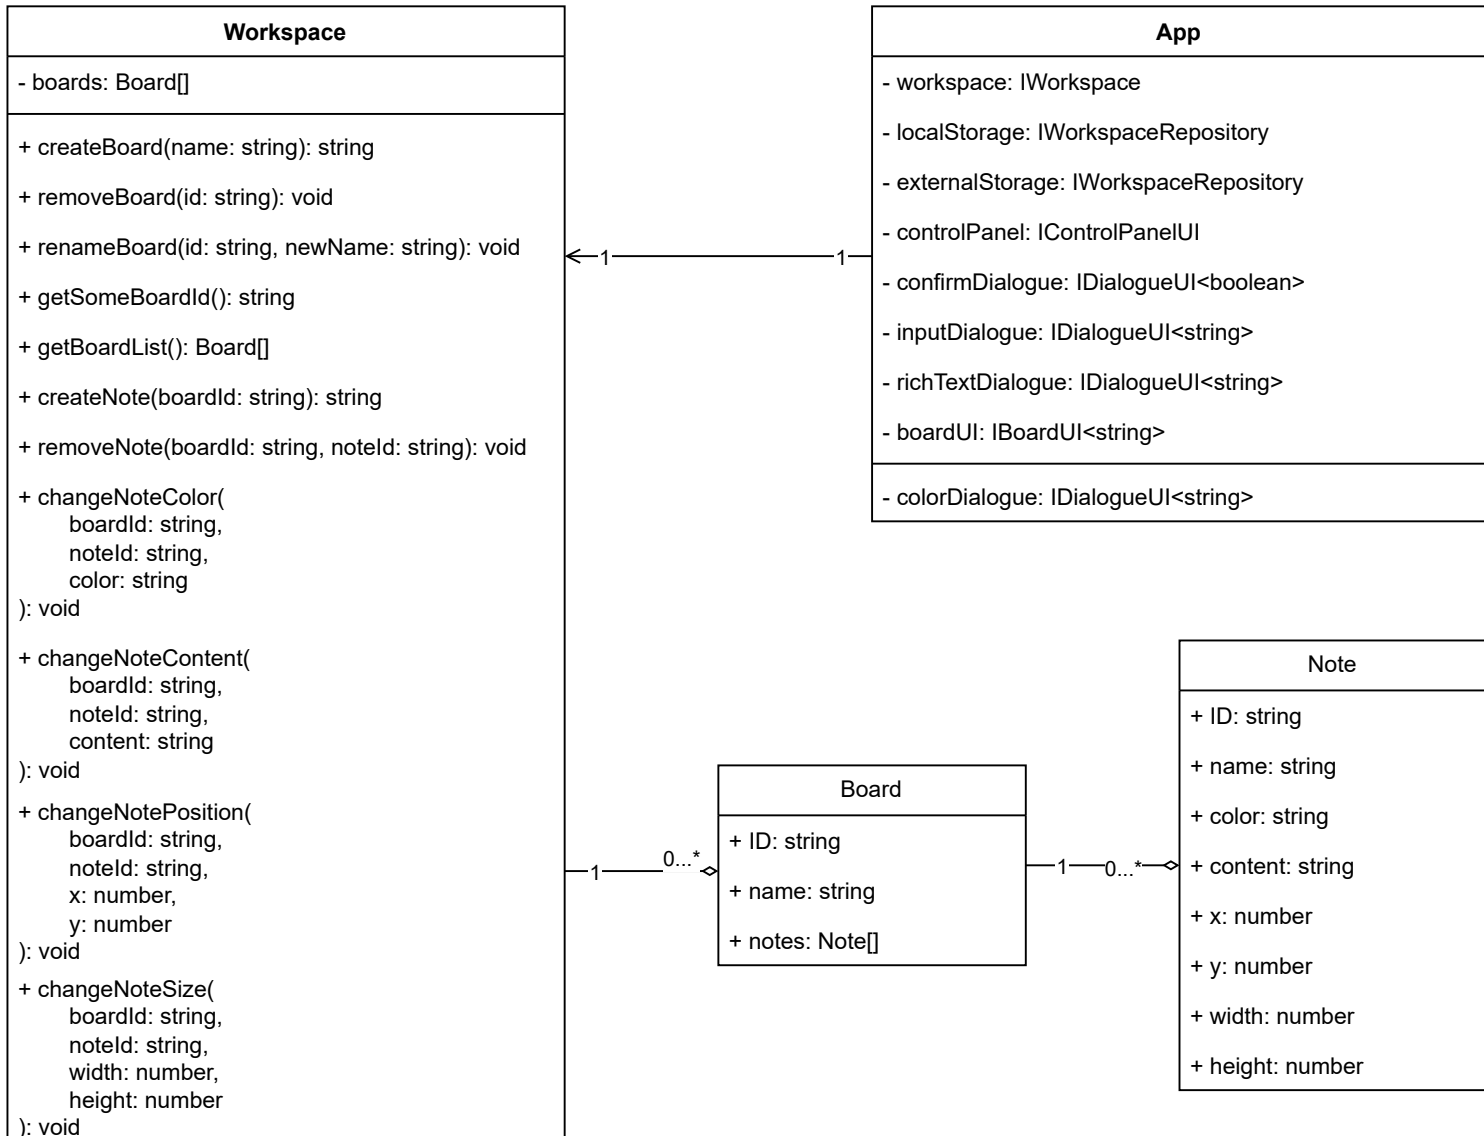 Workspace
- boards: Board[]
+ createBoard(name: string): string
+ removeBoard(id: string): void
+ renameBoard(id: string, newName: string): void
+ getSomeBoardId(): string
+ getBoardList(): Board[]
+ createNote(boardId: string): string
+ removeNote(boardId: string, noteId: string): void
+ changeNoteColor(
boardId: string,
noteId: string,
color: string
): void
+ changeNoteContent(
boardId: string,
noteId: string,
content: string
): void
+ changeNotePosition(
boardId: string,
noteId: string,
x: number,
y: number
): void
+ changeNoteSize(
boardId: string,
noteId: string,
width: number,
height: number
): void
1
1
App
- workspace: IWorkspace
- localStorage: IWorkspaceRepository
- externalStorage: IWorkspaceRepository
- controlPanel: IControlPanelUI
- confirmDialogue: IDialogueUI<boolean>
- inputDialogue: IDialogueUI<string>
- richTextDialogue: IDialogueUI<string>
- boardUI: IBoardUI<string>
- colorDialogue: IDialogueUI<string>
1
0...*
Board
+ ID: string
+ name: string
+ notes: Note[]
1
0...*
Note
+ ID: string
+ name: string
+ color: string
+ content: string
+ x: number
+ y: number
+ width: number
+ height: number